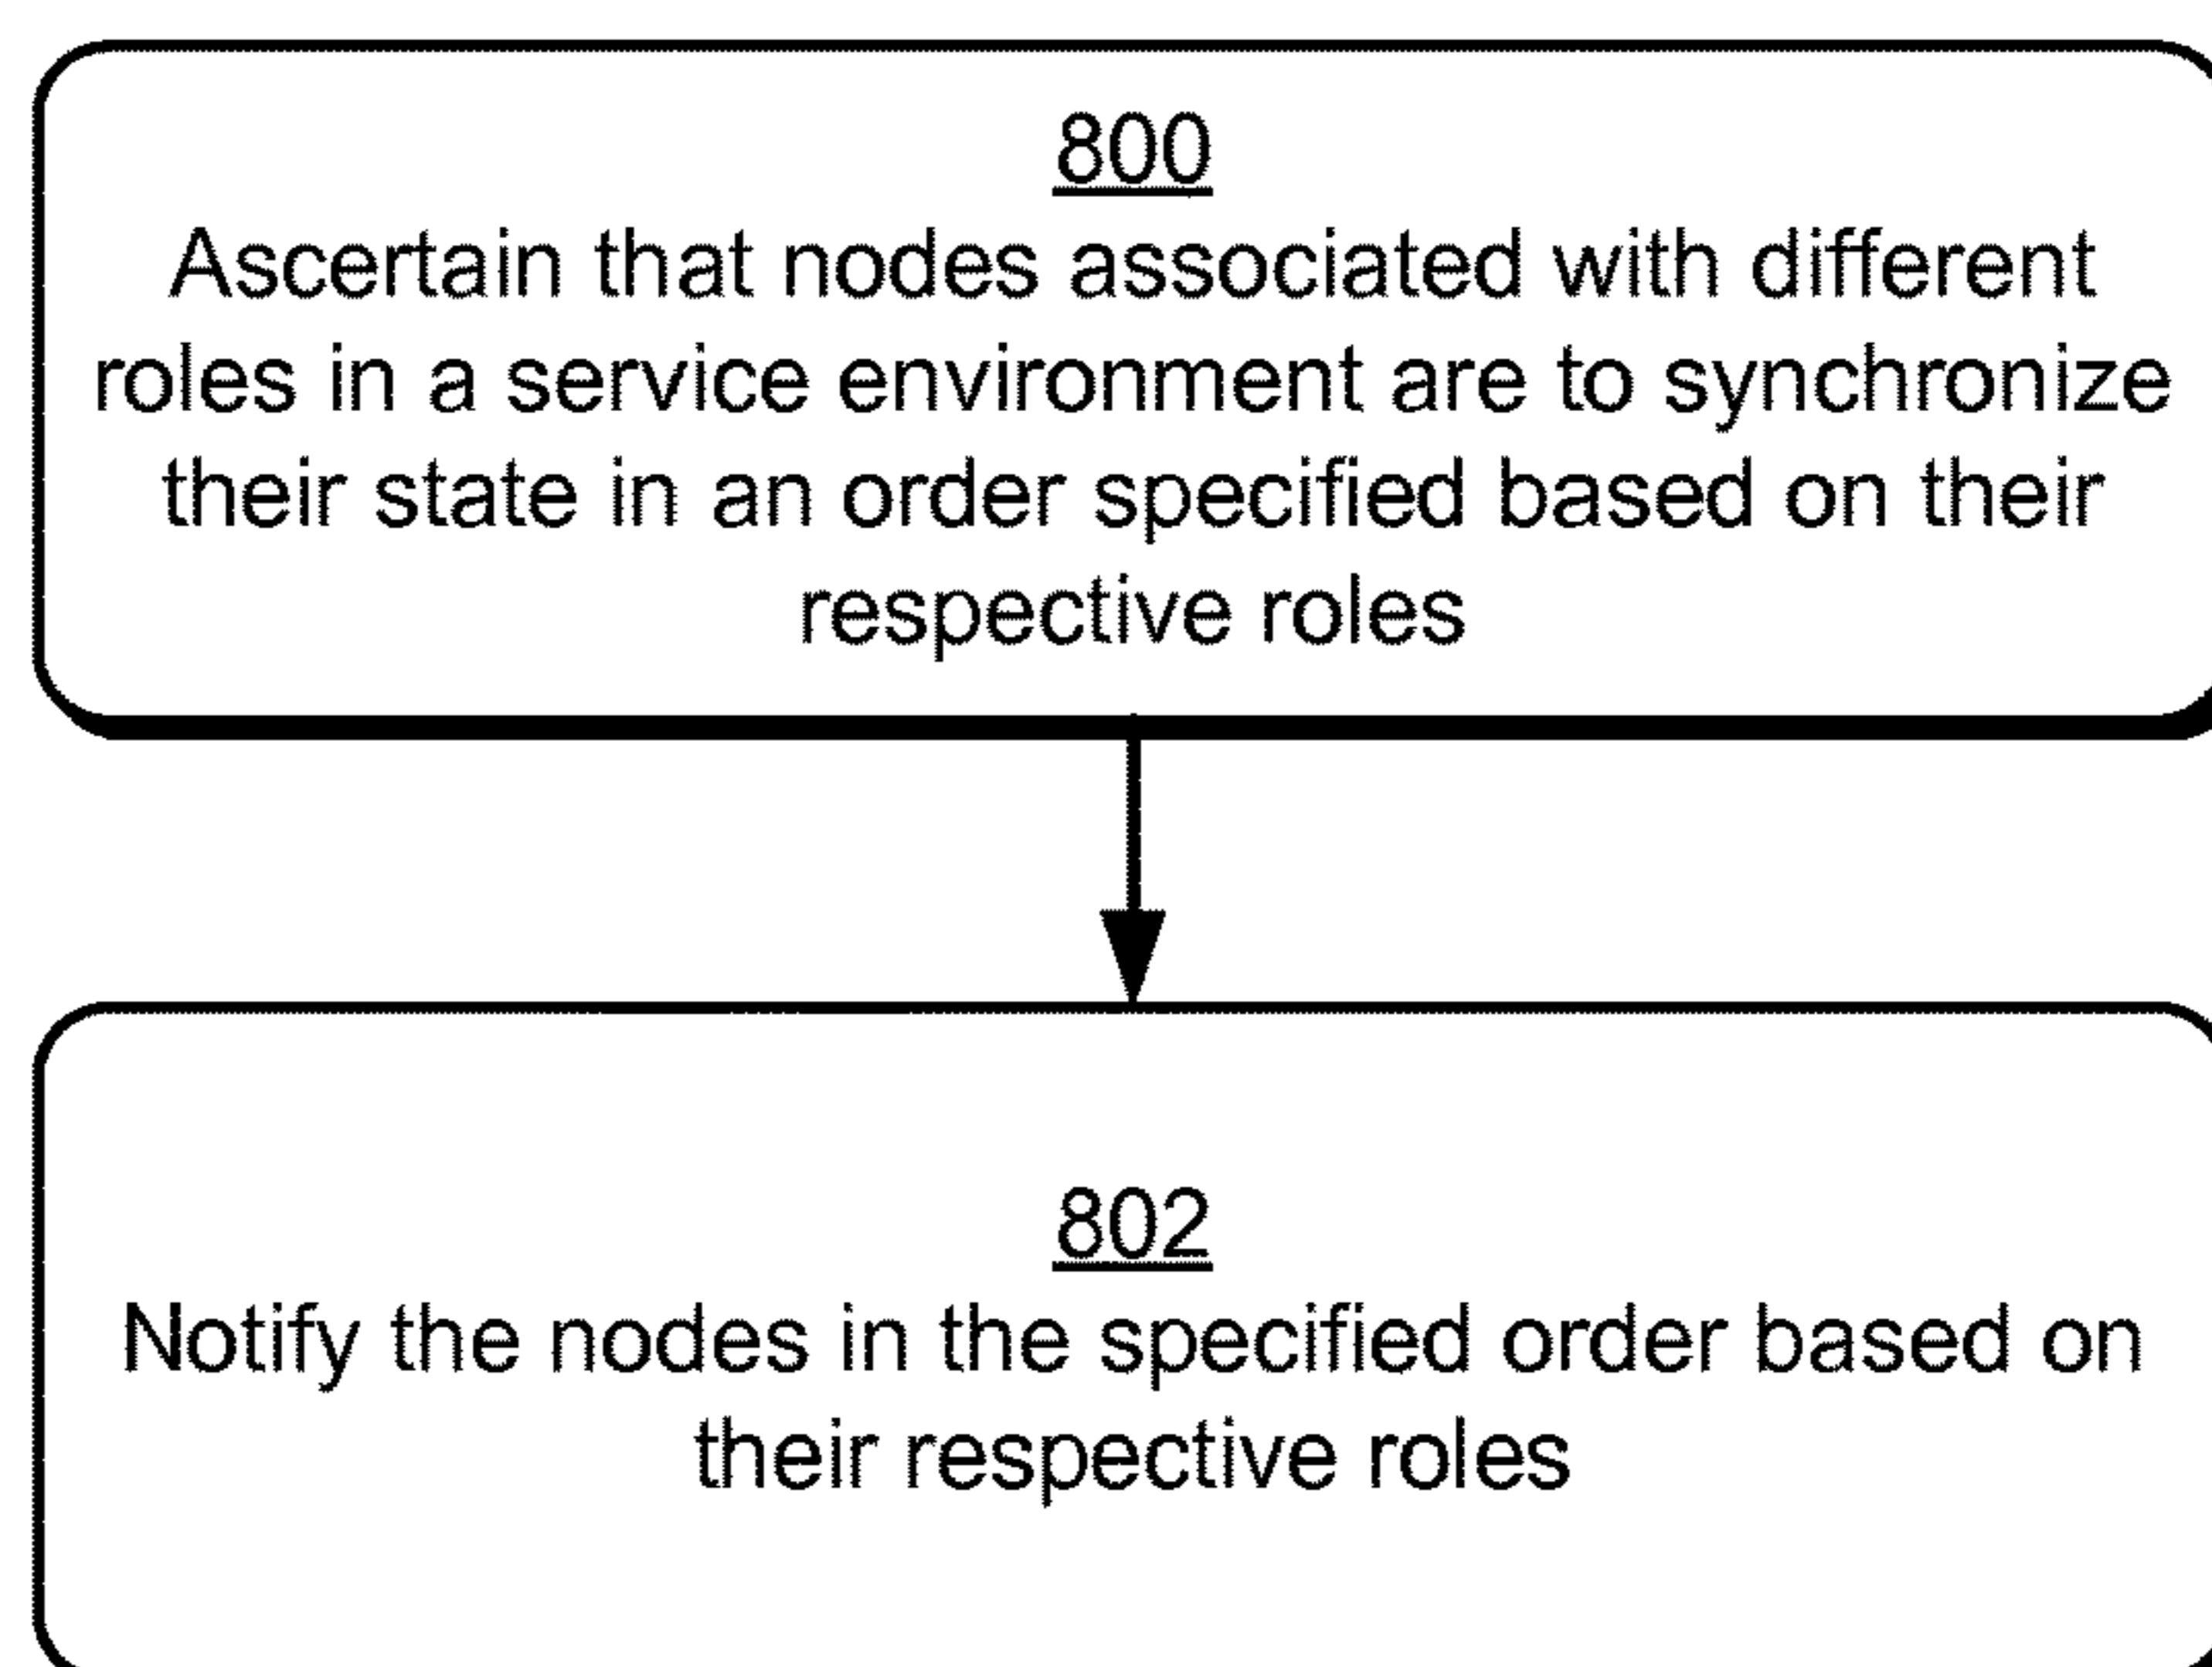 800
Ascertain that nodes associated with different
roles in a service environment are to synchronize
their state in an order specified based on their
respective roles
802
Notify the nodes in the specified order based on
their respective roles